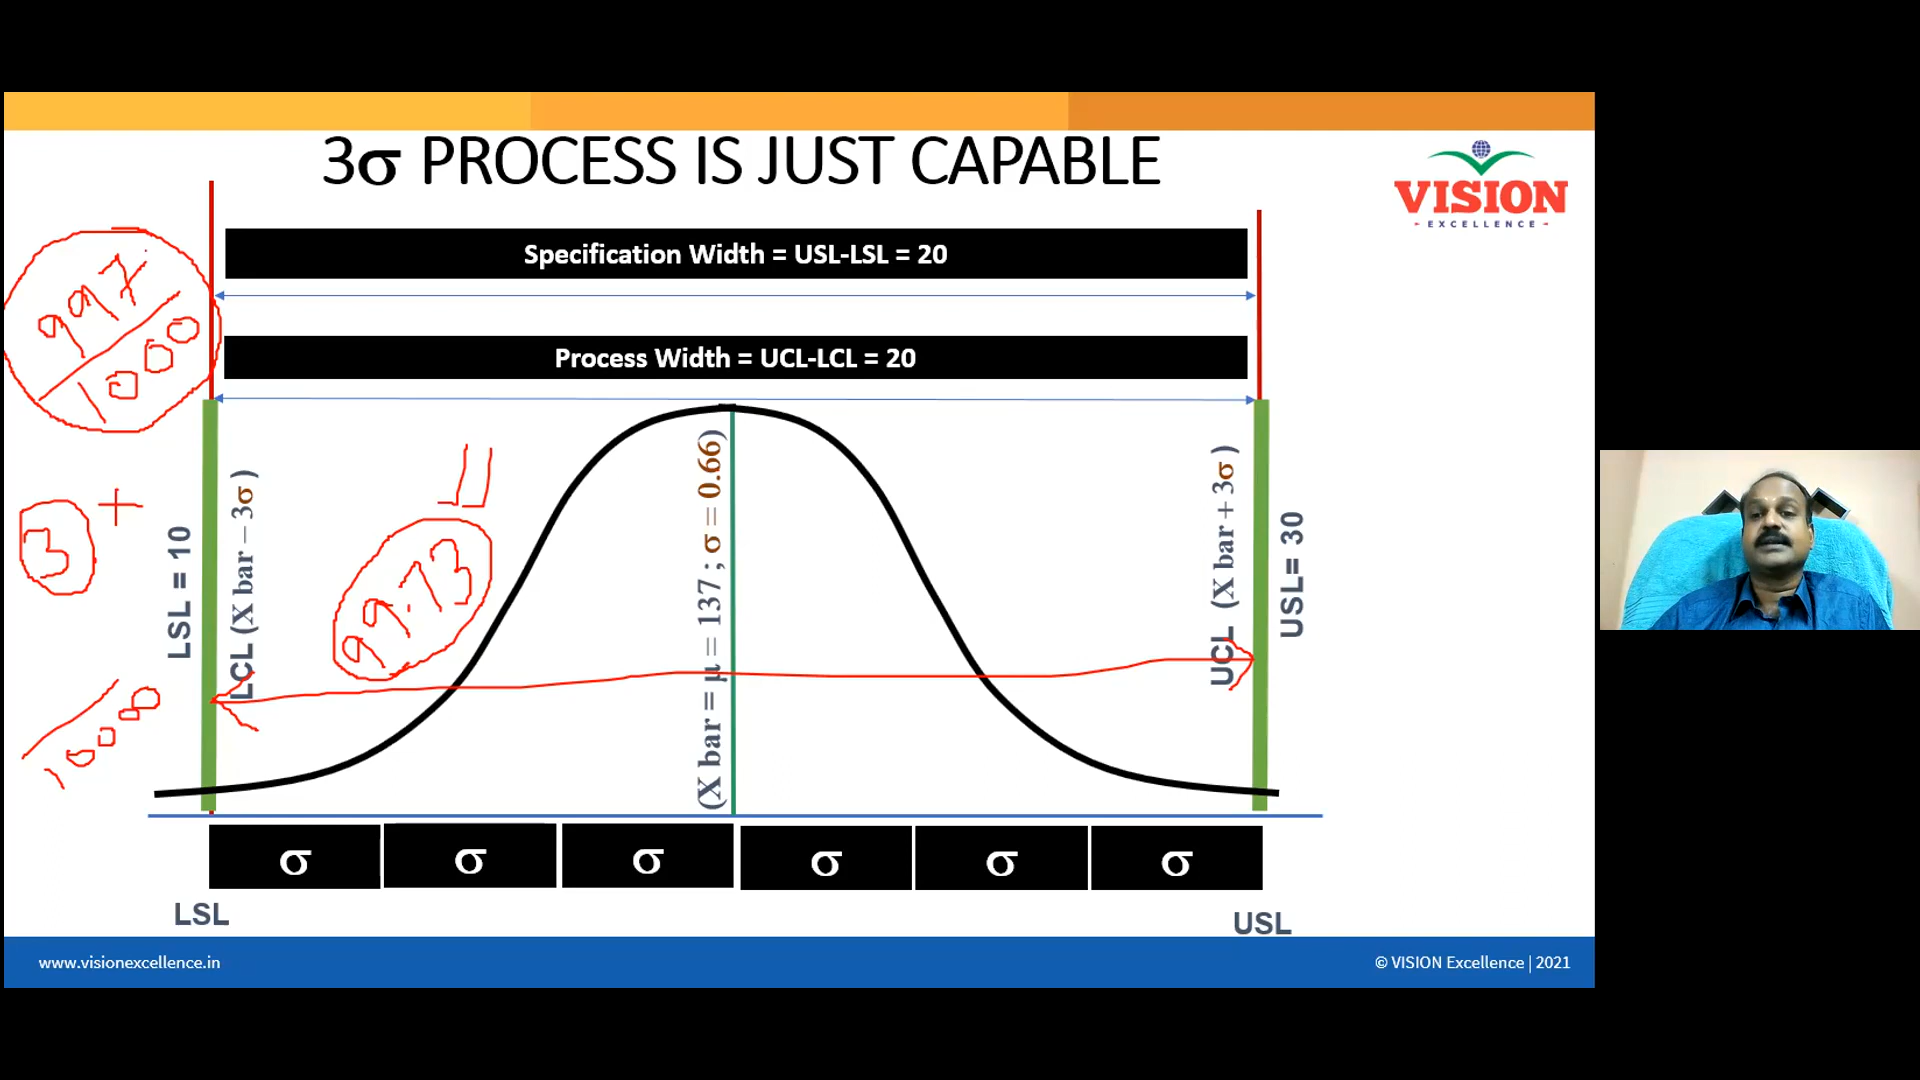 3σ PROCESS IS JUST CAPABLE
VISION
- EXCELLENCE -
Specification Width = USL-LSL = 20
997
1000
Process Width = UCL-LCL = 20
3 +
99.73
LSL = 10
LCL (X bar – 3σ )
(X bar = μ = 137 ; σ = 0.66)
UCL (X bar + 3σ )
USL= 30
10000
σ σ σ σ σ σ
LSL
USL
www.visionexcellence.in
© VISION Excellence | 2021